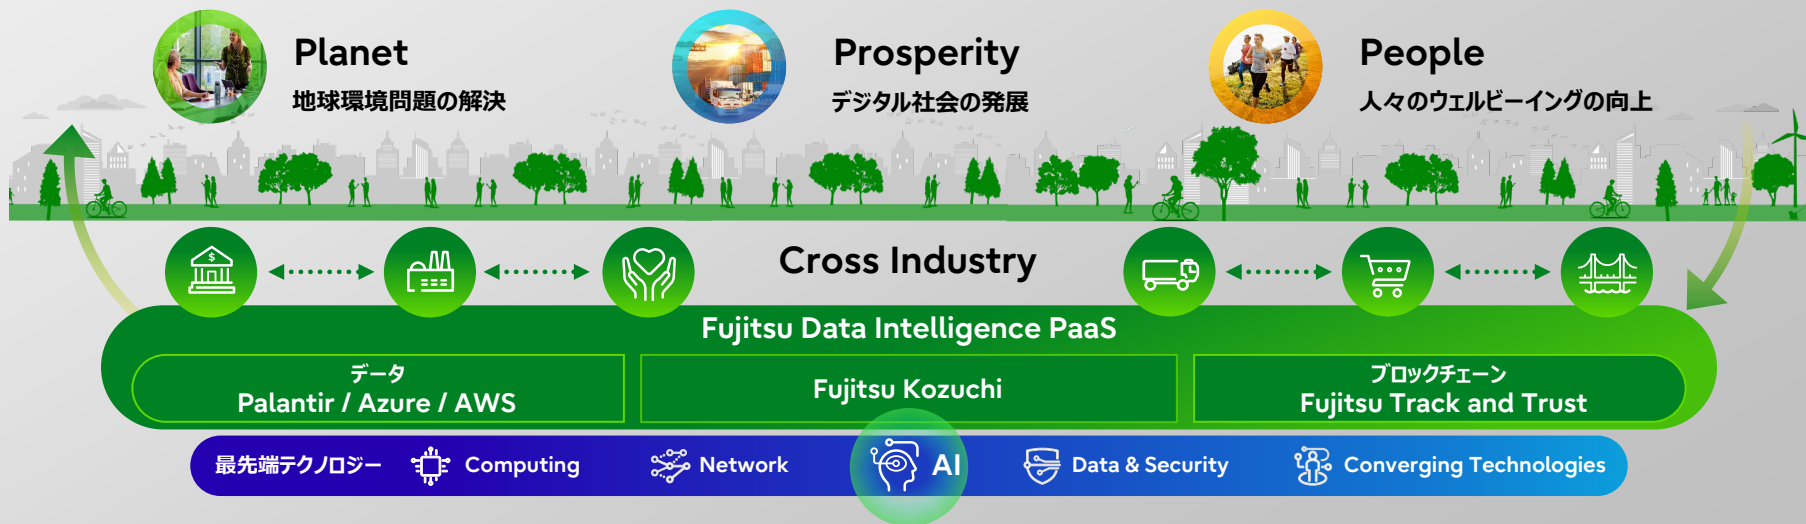 Planet
地球環境問題の解決
Prosperity
デジタル社会の発展
People
人々のウェルビーイングの向上
Cross Industry
Fujitsu Data Intelligence PaaS
データ
Palantir / Azure / AWS
Fujitsu Kozuchi
ブロックチェーン
Fujitsu Track and Trust
最先端テクノロジー
Computing
Network
AI
Data & Security
Converging Technologies